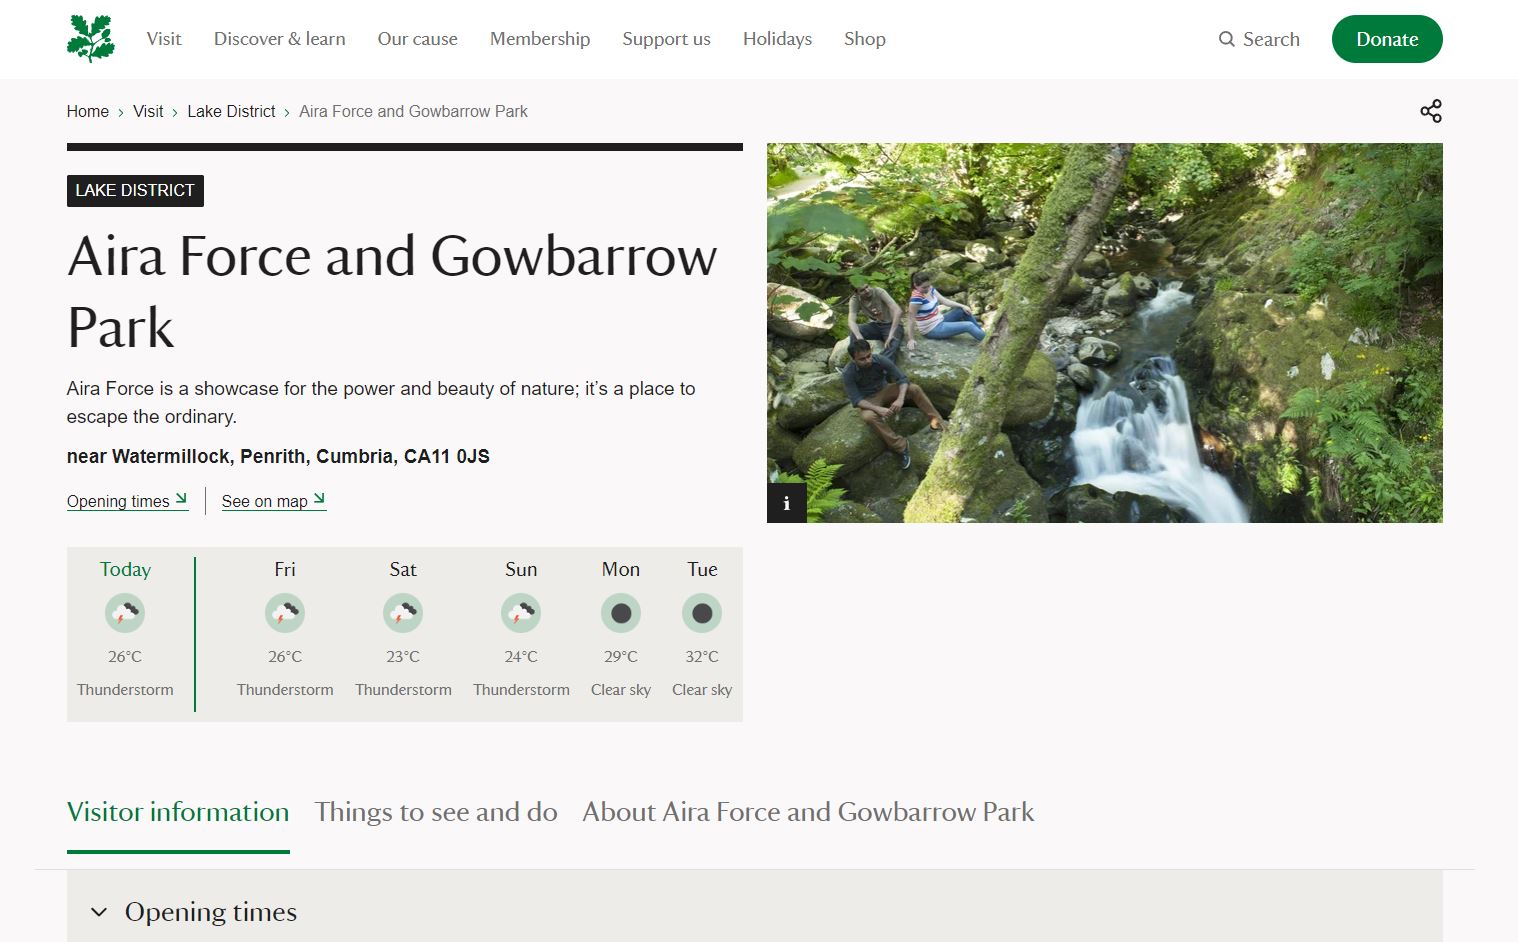 Visit Discover & learn Our cause Membership Support us Holidays Shop Search Donate
Home > Visit > Lake District > Aira Force and Gowbarrow Park
LAKE DISTRICT
Aira Force and Gowbarrow
Park
Aira Force is a showcase for the power and beauty of nature; it’s a place to
escape the ordinary.
near Watermillock, Penrith, Cumbria, CA11 0JS
Opening times See on map
i
Today Fri Sat Sun Mon Tue
26°C 26°C 23°C 24°C 29°C 32°C
Thunderstorm Thunderstorm Thunderstorm Thunderstorm Clear sky Clear sky
Visitor information Things to see and do About Aira Force and Gowbarrow Park
Opening times